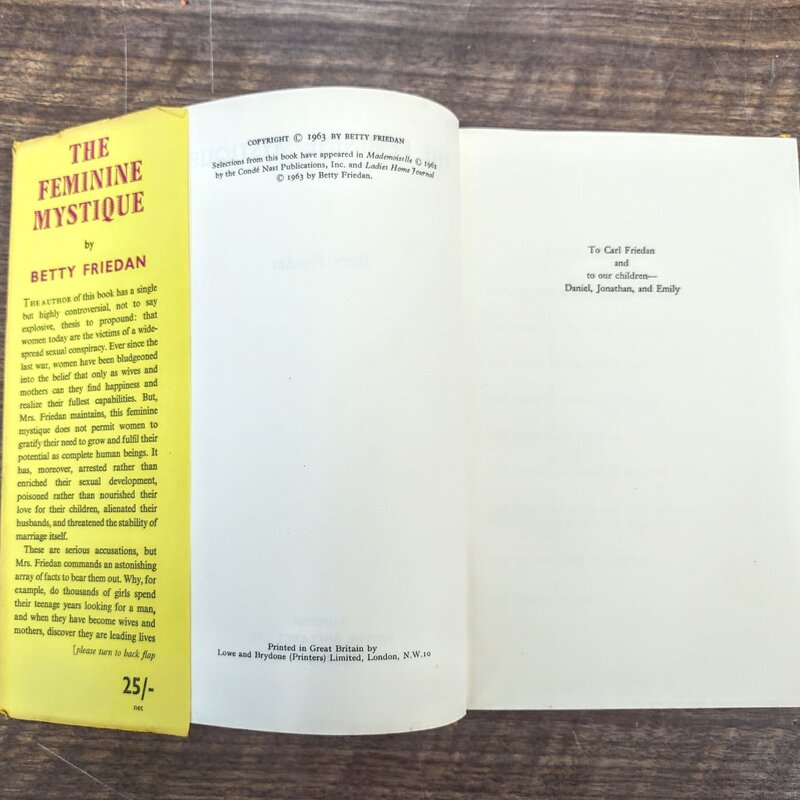 THE
FEMININE
MYSTIQUE
by
BETTY FRIEDAN
THE AUTHOR of this book has a single
but highly controversial, not to say
explosive, thesis to propound: that
women today are the victims of a wide-
spread sexual conspiracy. Ever since the
last war, women have been bludgeoned
into the belief that only as wives and
mothers can they find happiness and
realize their fullest capabilities. But,
Mrs. Friedan maintains, this feminine
mystique does not permit women to
gratify their need to grow and fulfil their
potential as complete human beings. It
has, moreover, arrested rather than
enriched their sexual development,
poisoned rather than nourished their
love for their children, alienated their
husbands, and threatened the stability of
marriage itself.
These are serious accusations, but
Mrs. Friedan commands an astonishing
array of facts to bear them out. Why, for
example, do thousands of girls spend
their teenage years looking for a man,
and when they have become wives and
mothers, discover they are leading lives
[please turn to back flap
25/-
net
COPYRIGHT © 1963 BY BETTY FRIEDAN
Selections from this book have appeared in Mademoiselle © 1962
by the Condé Nast Publications, Inc. and Ladies Home Journal
© 1963 by Betty Friedan.
Printed in Great Britain by
Lowe and Brydone (Printers) Limited, London, N.W.10
To Carl Friedan
and
to our children—
Daniel, Jonathan, and Emily